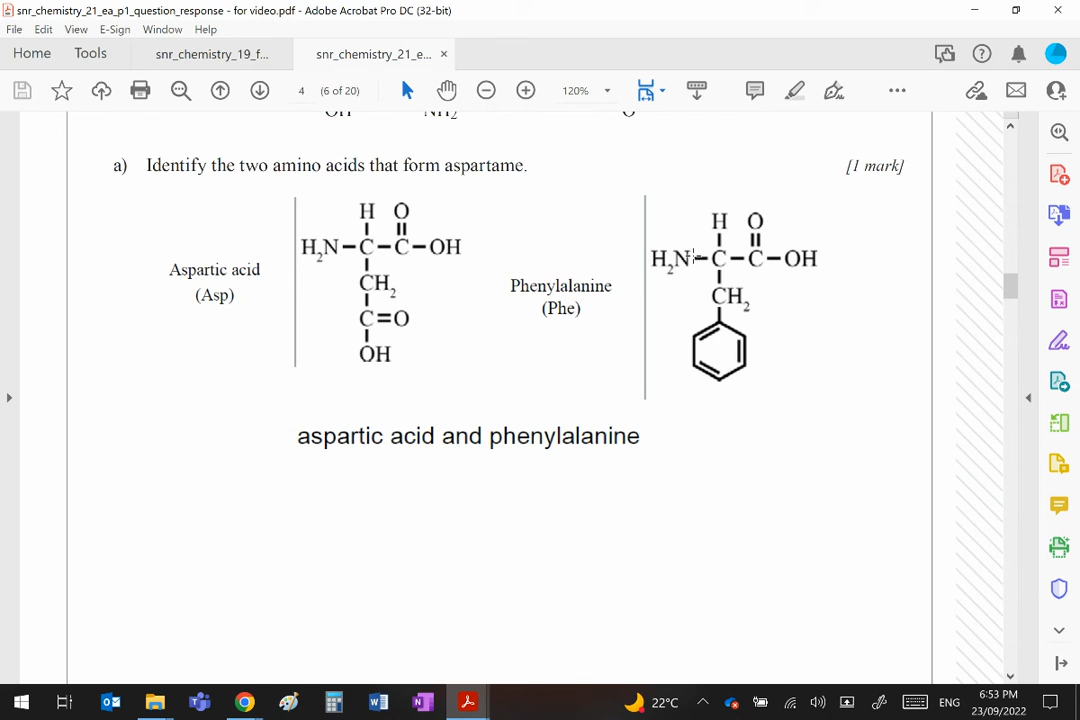 snr_chemistry_21_ea_p1_question_response - for video.pdf - Adobe Acrobat Pro DC (32-bit)
File Edit View E-Sign Window Help
Home Tools snr_chemistry_19_f... snr_chemistry_21_e... ×
4 (6 of 20) 120%
a) Identify the two amino acids that form aspartame. [1 mark]
Aspartic acid
(Asp)
H O
H₂N–C–C–OH
CH₂
C=O
OH
Phenylalanine
(Phe)
H O
H₂N–C–C–OH
CH₂
aspartic acid and phenylalanine
22°C ENG 6:53 PM
23/09/2022